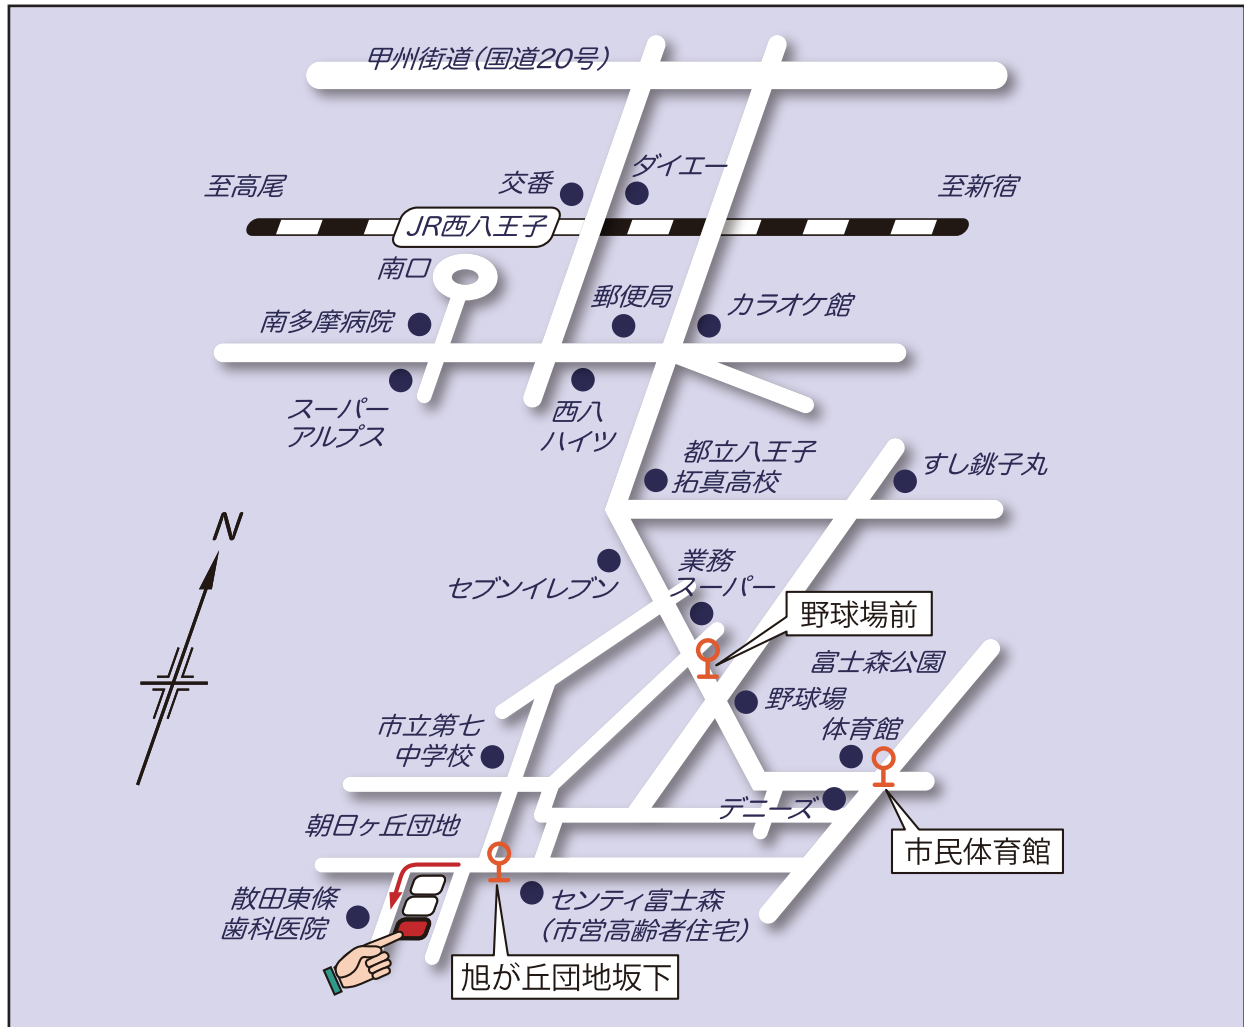 甲州街道(国道20号)
至高尾
交番
ダイエー
至新宿
JR西八王子
南口
南多摩病院
郵便局
カラオケ館
スーパー
アルプス
西八
ハイツ
都立八王子
拓真高校
すし銚子丸
N
セブンイレブン
業務
スーパー
野球場前
富士森公園
野球場
体育館
市立第七
中学校
デニーズ
朝日ヶ丘団地
市民体育館
散田東條
歯科医院
センティ富士森
(市営高齢者住宅)
旭が丘団地坂下